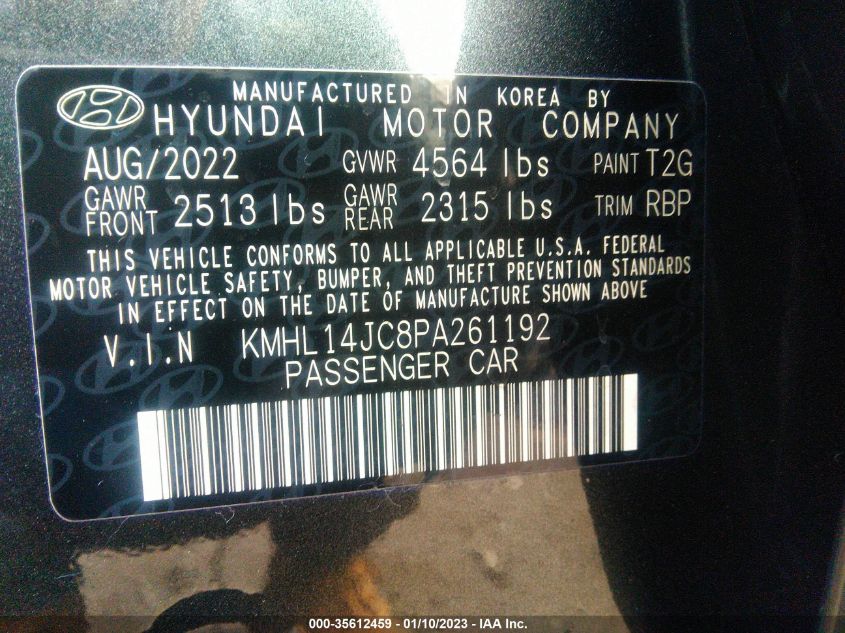 MANUFACTURED IN KOREA BY
HYUNDAI MOTOR COMPANY
AUG/2022 GVWR 4564 lbs PAINT T2G
GAWR FRONT 2513 lbs GAWR REAR 2315 lbs TRIM RBP
THIS VEHICLE CONFORMS TO ALL APPLICABLE U.S.A. FEDERAL
MOTOR VEHICLE SAFETY, BUMPER, AND THEFT PREVENTION STANDARDS
IN EFFECT ON THE DATE OF MANUFACTURE SHOWN ABOVE
V.I.N KMHL14JC8PA261192
PASSENGER CAR
000-35612459 - 01/10/2023 - IAA Inc.